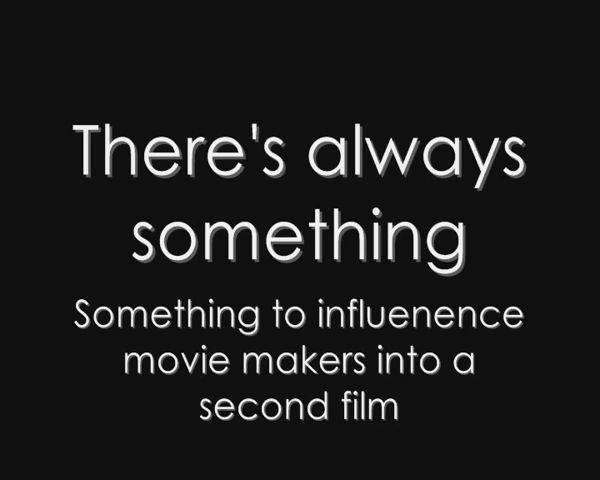 There's always
something
Something to influenence
movie makers into a
second film